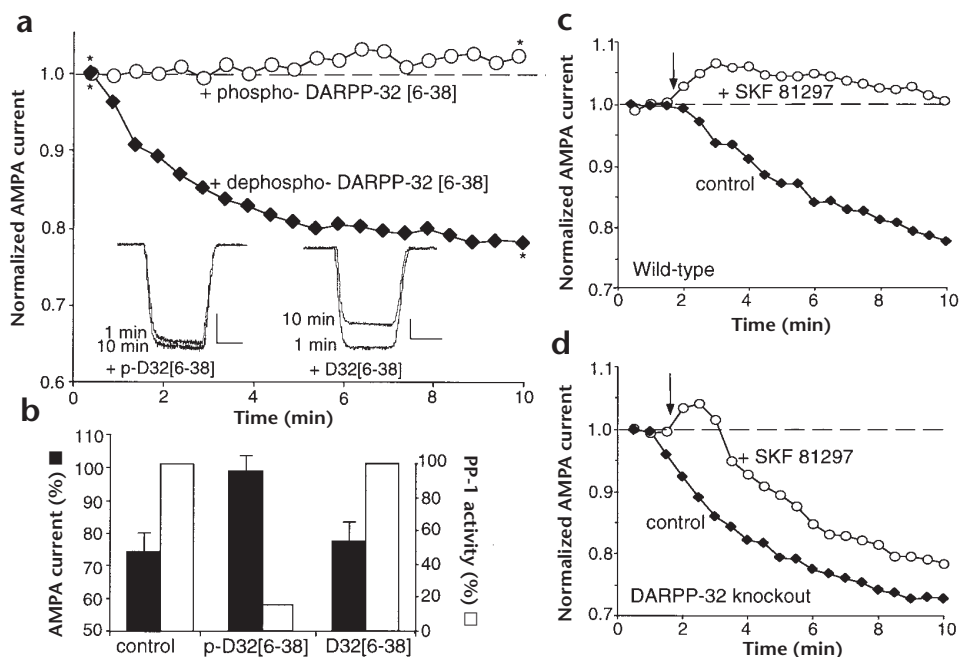 a
Normalized AMPA current
1.0
0.9
0.8
0.7
0.6
*
*
*
*
+ phospho- DARPP-32 [6-38]
+ dephospho- DARPP-32 [6-38]
1 min
10 min
+ p-D32[6-38]
10 min
1 min
+ D32[6-38]
0 2 4 6 8 10
Time (min)
b
AMPA current (%)
110
100
90
80
70
60
50
100
80
60
40
20
0
PP-1 activity (%)
control p-D32[6-38] D32[6-38]
c
Normalized AMPA current
1.1
1.0
0.9
0.8
0.7
+ SKF 81297
control
Wild-type
0 2 4 6 8 10
Time (min)
d
Normalized AMPA current
1.1
1.0
0.9
0.8
0.7
+ SKF 81297
control
DARPP-32 knockout
0 2 4 6 8 10
Time (min)